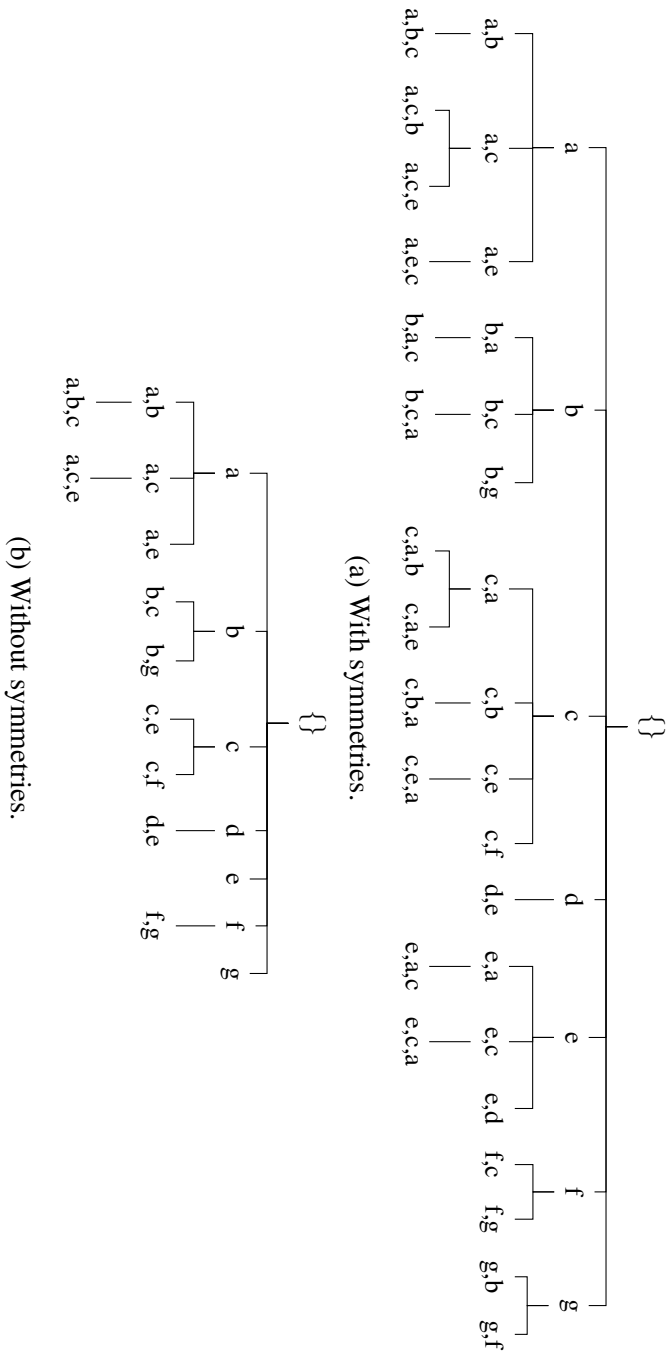 {}
a b c d e f g
a,b a,c a,e b,a b,c b,g c,a c,b c,e c,f d,e e,a e,c e,d f,c f,g g,b g,f
a,b,c a,c,b a,c,e a,e,c b,a,c b,c,a c,a,b c,a,e c,b,a c,e,a e,a,c e,c,a
(a) With symmetries.
{}
a b c d e f g
a,b a,c a,e b,c b,g c,e c,f d,e f,g
a,b,c a,c,e
(b) Without symmetries.